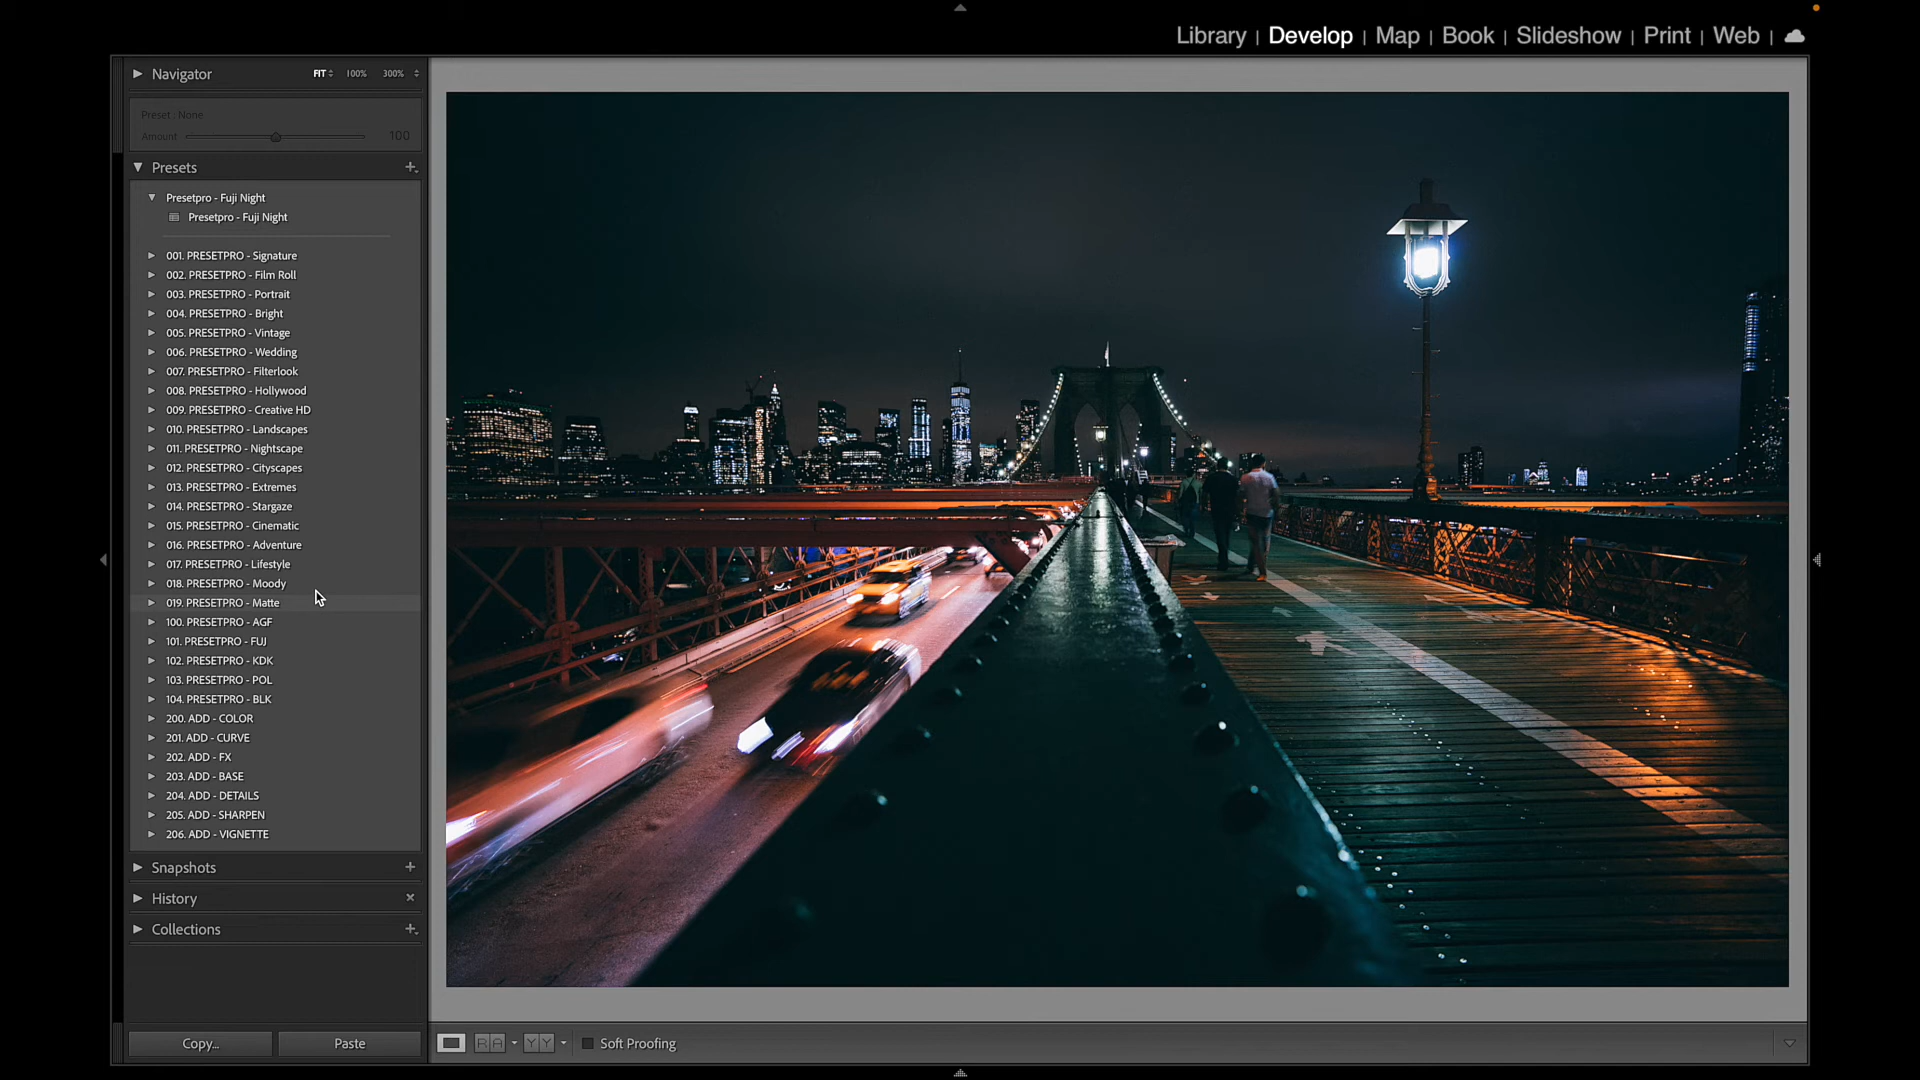 Library | Develop | Map | Book | Slideshow | Print | Web |
Navigator FIT 100% 300%
Preset : None
Amount 100
Presets
Presetpro - Fuji Night
Presetpro - Fuji Night
001. PRESETPRO - Signature
002. PRESETPRO - Film Roll
003. PRESETPRO - Portrait
004. PRESETPRO - Bright
005. PRESETPRO - Vintage
006. PRESETPRO - Wedding
007. PRESETPRO - Filterlook
008. PRESETPRO - Hollywood
009. PRESETPRO - Creative HD
010. PRESETPRO - Landscapes
011. PRESETPRO - Nightscape
012. PRESETPRO - Cityscapes
013. PRESETPRO - Extremes
014. PRESETPRO - Stargaze
015. PRESETPRO - Cinematic
016. PRESETPRO - Adventure
017. PRESETPRO - Lifestyle
018. PRESETPRO - Moody
019. PRESETPRO - Matte
100. PRESETPRO - AGF
101. PRESETPRO - FUJ
102. PRESETPRO - KDK
103. PRESETPRO - POL
104. PRESETPRO - BLK
200. ADD - COLOR
201. ADD - CURVE
202. ADD - FX
203. ADD - BASE
204. ADD - DETAILS
205. ADD - SHARPEN
206. ADD - VIGNETTE
Snapshots
History
Collections
Copy... Paste
R A Y Y Soft Proofing